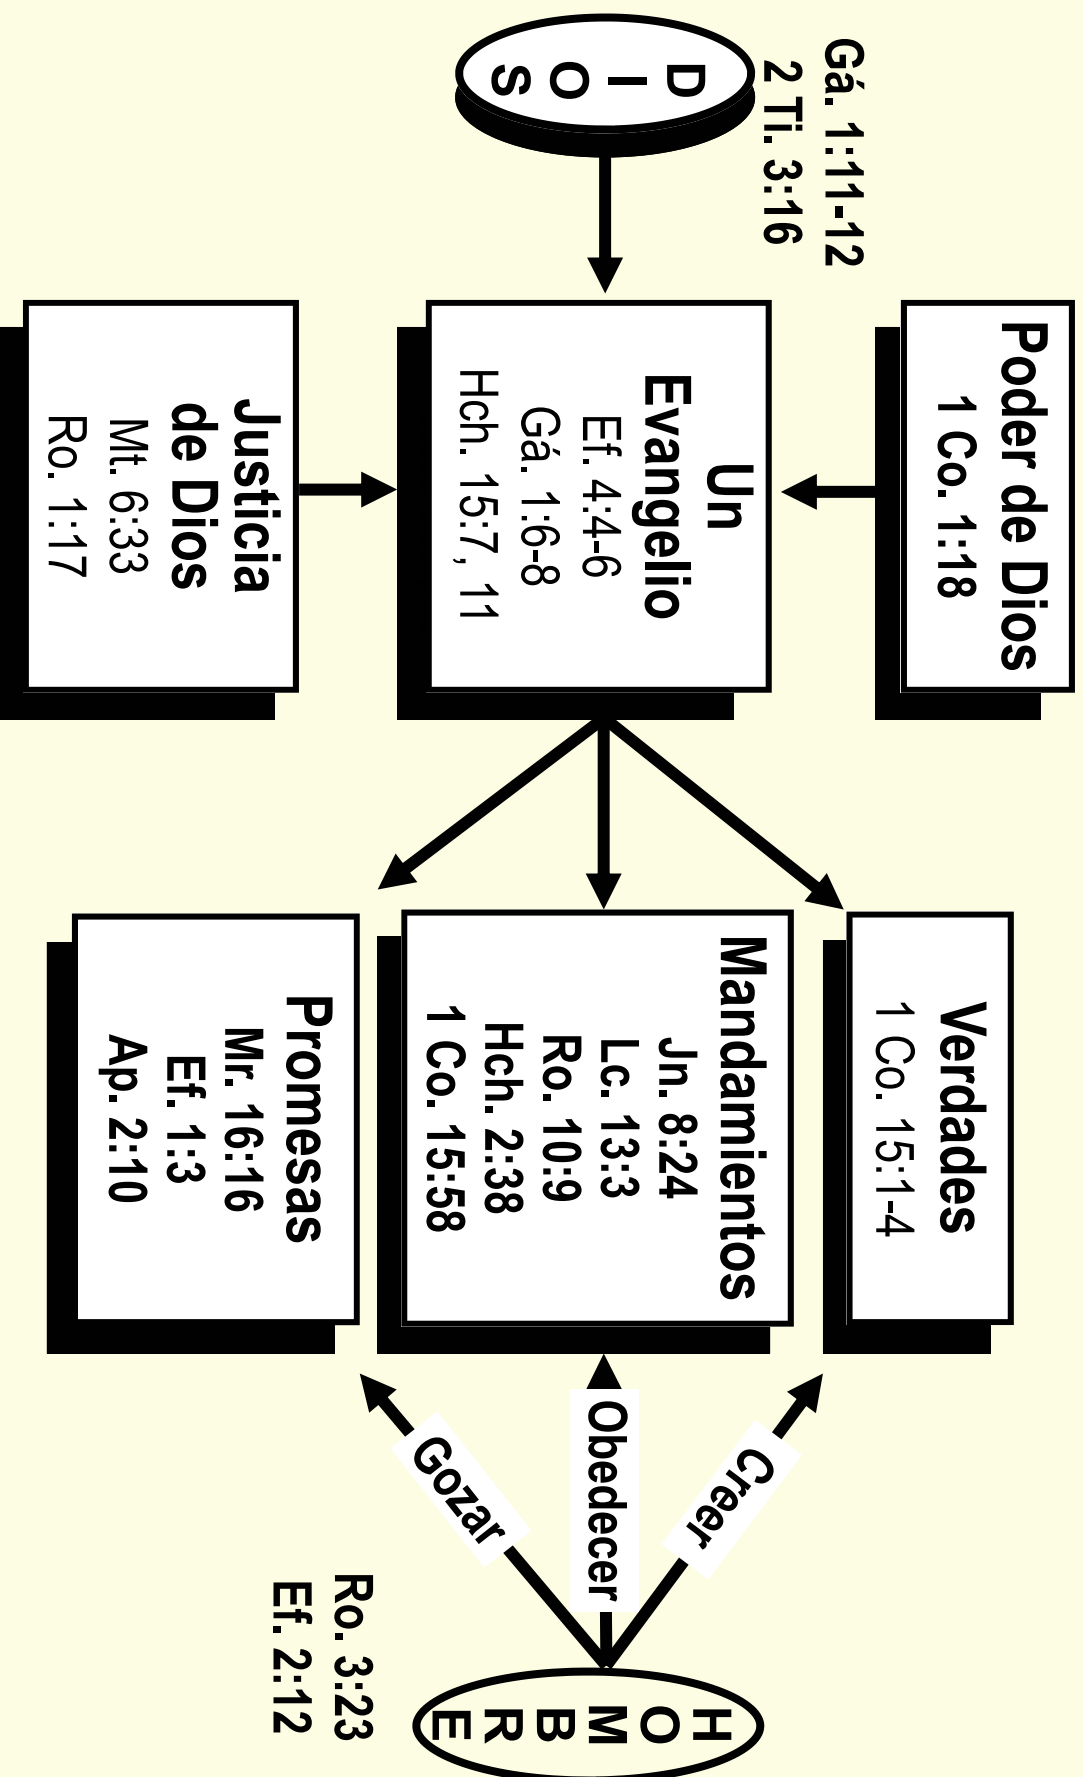 Gá. 1:11-12
2 Ti. 3:16
D
I
O
S
Poder de Dios
1 Co. 1:18
Un
Evangelio
Ef. 4:4-6
Gá. 1:6-8
Hch. 15:7, 11
Justicia
de Dios
Mt. 6:33
Ro. 1:17
Verdades
1 Co. 15:1-4
Mandamientos
Jn. 8:24
Lc. 13:3
Ro. 10:9
Hch. 2:38
1 Co. 15:58
Promesas
Mr. 16:16
Ef. 1:3
Ap. 2:10
Creer
Obedecer
Gozar
H
O
M
B
R
E
Ro. 3:23
Ef. 2:12